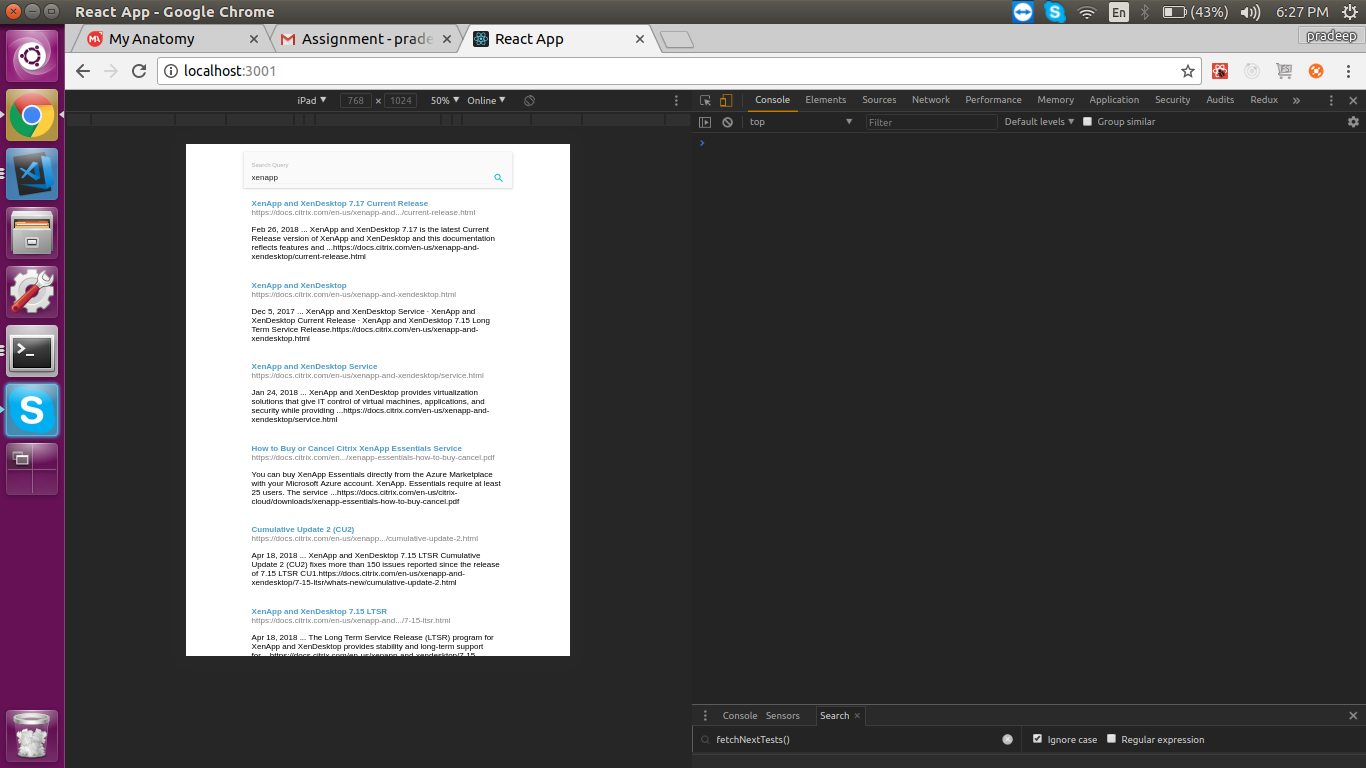 React App - Google Chrome
En
(43%)
6:27 PM
My Anatomy
Assignment - prade
React App
pradeep
localhost:3001
iPad ▼ 768 × 1024 50% ▼ Online ▼
Console Elements Sources Network Performance Memory Application Security Audits Redux »
top ▼ Filter Default levels ▼ Group similar
Search Query
xenapp
XenApp and XenDesktop 7.17 Current Release
https://docs.citrix.com/en-us/xenapp-and.../current-release.html
Feb 26, 2018 ... XenApp and XenDesktop 7.17 is the latest Current
Release version of XenApp and XenDesktop and this documentation
reflects features and ...https://docs.citrix.com/en-us/xenapp-and-
xendesktop/current-release.html
XenApp and XenDesktop
https://docs.citrix.com/en-us/xenapp-and-xendesktop.html
Dec 5, 2017 ... XenApp and XenDesktop Service · XenApp and
XenDesktop Current Release · XenApp and XenDesktop 7.15 Long
Term Service Release.https://docs.citrix.com/en-us/xenapp-and-
xendesktop.html
XenApp and XenDesktop Service
https://docs.citrix.com/en-us/xenapp-and-xendesktop/service.html
Jan 24, 2018 ... XenApp and XenDesktop provides virtualization
solutions that give IT control of virtual machines, applications, and
security while providing ...https://docs.citrix.com/en-us/xenapp-and-
xendesktop/service.html
How to Buy or Cancel Citrix XenApp Essentials Service
https://docs.citrix.com/en.../xenapp-essentials-how-to-buy-cancel.pdf
You can buy XenApp Essentials directly from the Azure Marketplace
with your Microsoft Azure account. XenApp. Essentials require at least
25 users. The service ...https://docs.citrix.com/en-us/citrix-
cloud/downloads/xenapp-essentials-how-to-buy-cancel.pdf
Cumulative Update 2 (CU2)
https://docs.citrix.com/en-us/xenapp.../cumulative-update-2.html
Apr 18, 2018 ... XenApp and XenDesktop 7.15 LTSR Cumulative
Update 2 (CU2) fixes more than 150 issues reported since the release
of 7.15 LTSR CU1.https://docs.citrix.com/en-us/xenapp-and-
xendesktop/7-15-ltsr/whats-new/cumulative-update-2.html
XenApp and XenDesktop 7.15 LTSR
https://docs.citrix.com/en-us/xenapp-and.../7-15-ltsr.html
Apr 18, 2018 ... The Long Term Service Release (LTSR) program for
XenApp and XenDesktop provides stability and long-term support
for ...https://docs.citrix.com/en-us/xenapp-and-xendesktop/7-15-
Console Sensors Search ×
fetchNextTests() Ignore case Regular expression